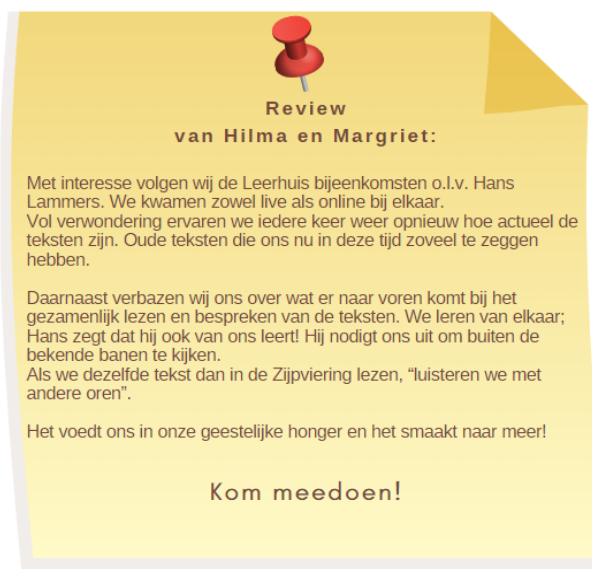 Review
van Hilma en Margriet:
Met interesse volgen wij de Leerhuis bijeenkomsten o.l.v. Hans
Lammers. We kwamen zowel live als online bij elkaar.
Vol verwondering ervaren we iedere keer weer opnieuw hoe actueel de
teksten zijn. Oude teksten die ons nu in deze tijd zoveel te zeggen
hebben.
Daarnaast verbazen wij ons over wat er naar voren komt bij het
gezamenlijk lezen en bespreken van de teksten. We leren van elkaar;
Hans zegt dat hij ook van ons leert! Hij nodigt ons uit om buiten de
bekende banen te kijken.
Als we dezelfde tekst dan in de Zijpviering lezen, “luisteren we met
andere oren”.
Het voedt ons in onze geestelijke honger en het smaakt naar meer!
Kom meedoen!